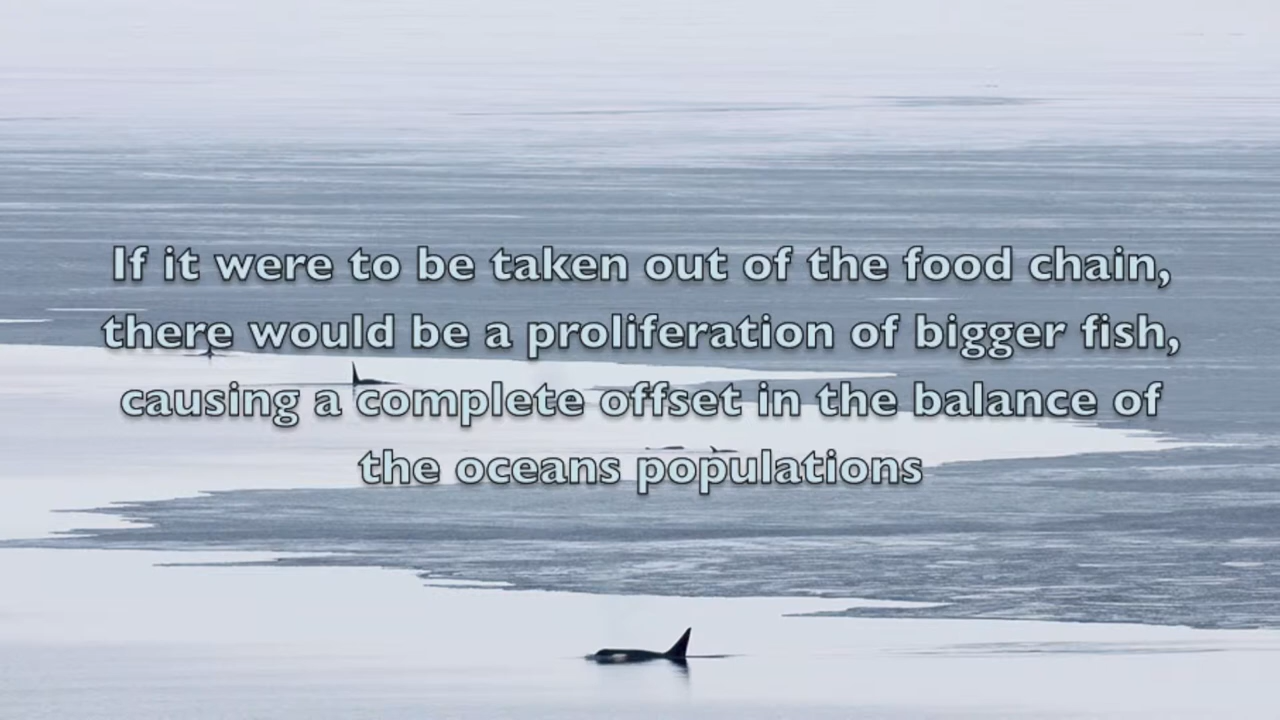 If it were to be taken out of the food chain,
there would be a proliferation of bigger fish,
causing a complete offset in the balance of
the oceans populations